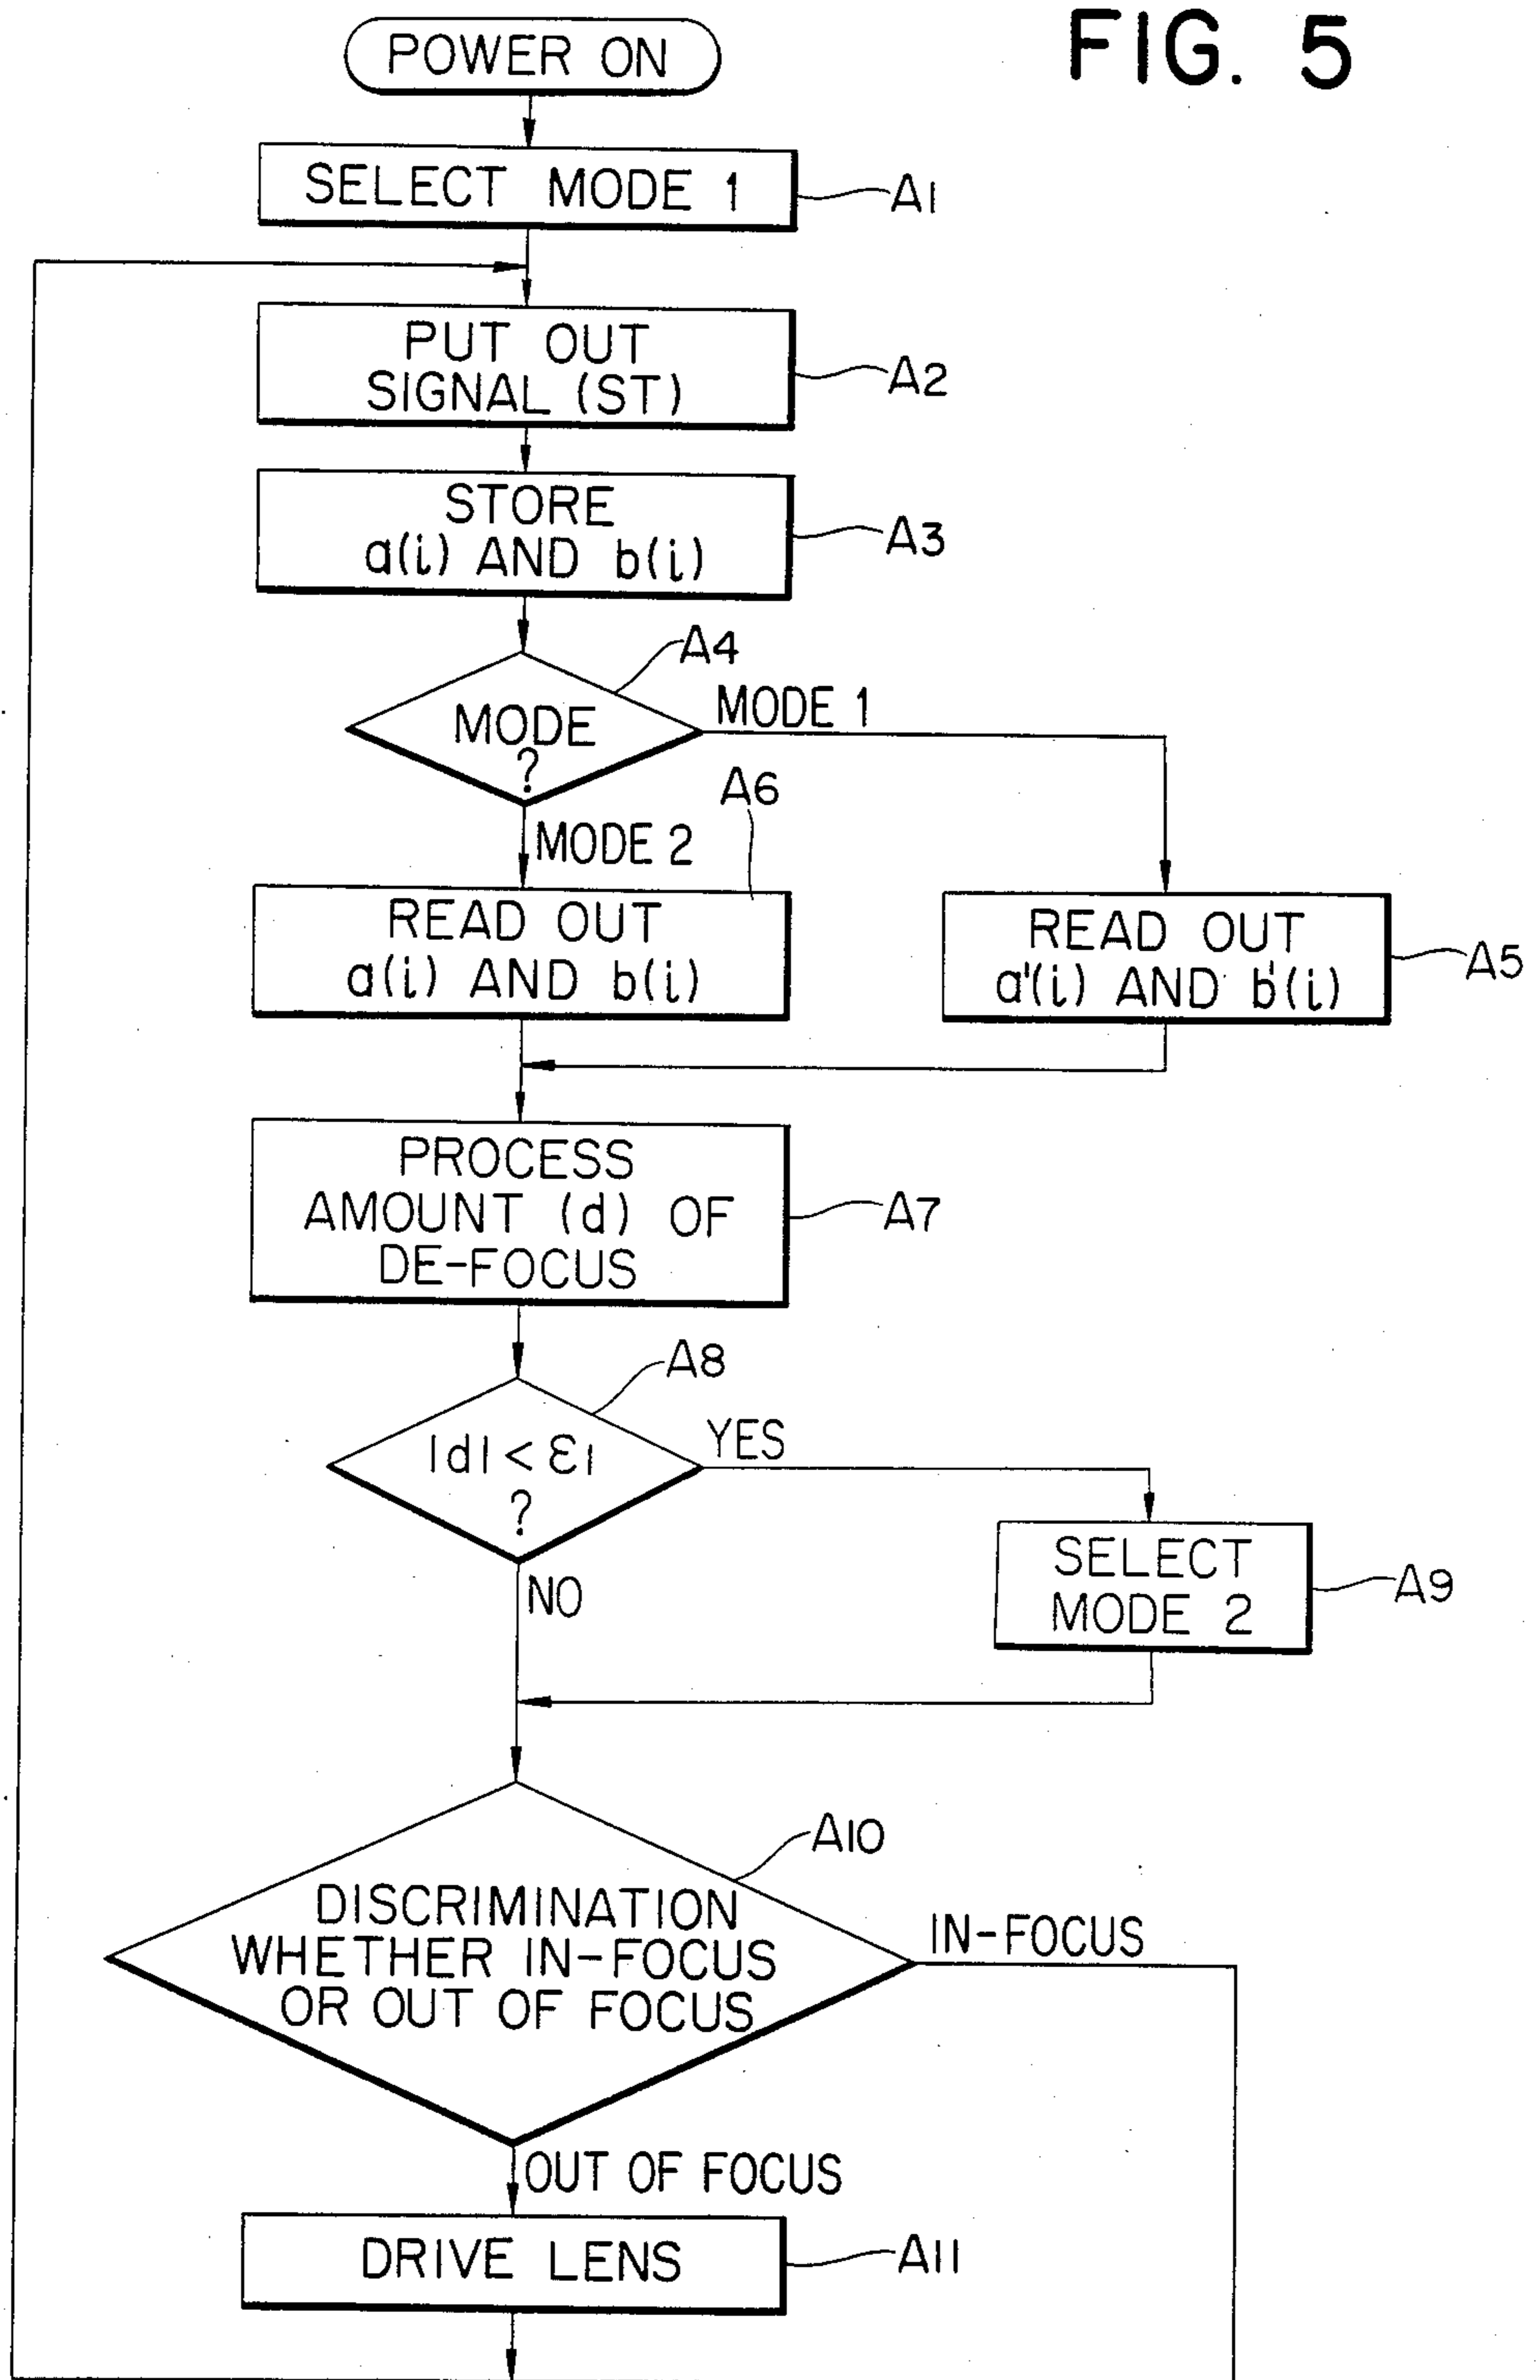 FIG. 5
POWER ON
SELECT MODE 1
A1
PUT OUT
SIGNAL (ST)
A2
STORE
a(i) AND b(i)
A3
A4
MODE
?
MODE 1
A6
MODE 2
READ OUT
a(i) AND b(i)
READ OUT
a'(i) AND b'(i)
A5
PROCESS
AMOUNT (d) OF
DE-FOCUS
A7
A8
|d| < ε1
?
YES
NO
SELECT
MODE 2
A9
A10
DISCRIMINATION
WHETHER IN-FOCUS
OR OUT OF FOCUS
IN-FOCUS
OUT OF FOCUS
DRIVE LENS
A11